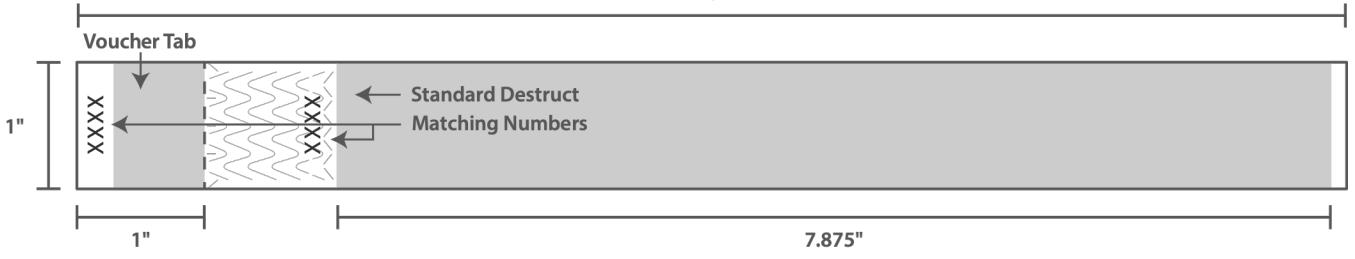 Voucher Tab
XXXX
XXXX
Standard Destruct
Matching Numbers
1"
1"
7.875"